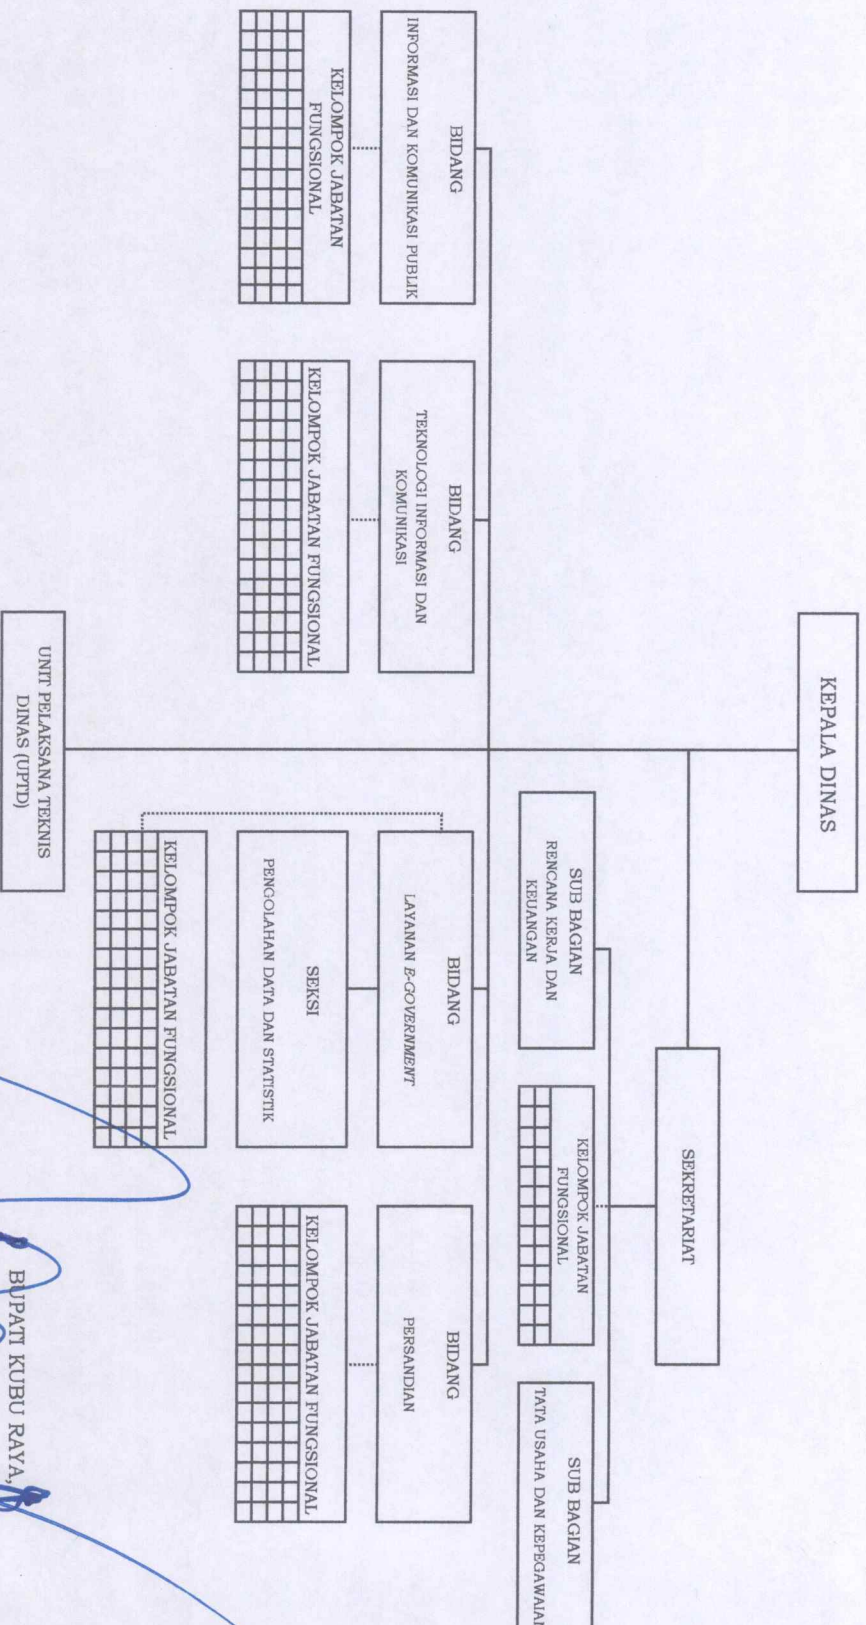 KEPALA DINAS
SEKRETARIAT
SUB BAGIAN
RENCANA KERJA DAN
KEUANGAN
KELOMPOK JABATAN
FUNGSIONAL
SUB BAGIAN
TATA USAHA DAN KEPEGAWAIAN
BIDANG
INFORMASI DAN KOMUNIKASI PUBLIK
KELOMPOK JABATAN
FUNGSIONAL
BIDANG
TEKNOLOGI INFORMASI DAN
KOMUNIKASI
KELOMPOK JABATAN FUNGSIONAL
BIDANG
LAYANAN E-GOVERNMENT
SEKSI
PENGOLAHAN DATA DAN STATISTIK
KELOMPOK JABATAN FUNGSIONAL
BIDANG
PERSANDIAN
KELOMPOK JABATAN FUNGSIONAL
UNIT PELAKSANA TEKNIS
DINAS (UPTD)
BUPATI KUBU RAYA,